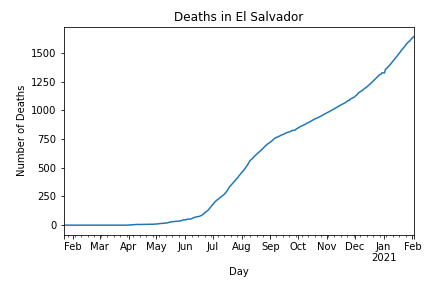 Deaths in El Salvador
Number of Deaths
1500
1250
1000
750
500
250
0
Feb Mar Apr May Jun Jul Aug Sep Oct Nov Dec Jan Feb
2021
Day